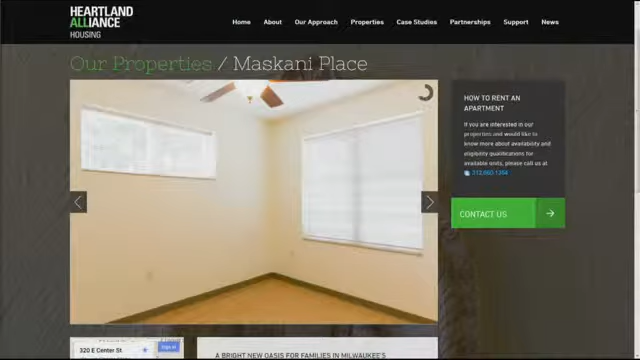 HEARTLAND
ALLIANCE
HOUSING
Home About Our Approach Properties Case Studies Partnerships Support News
Our Properties / Maskani Place
HOW TO RENT AN
APARTMENT
If you are interested in our
properties and would like to
know more about availability and
eligibility qualifications for
available units, please call us at
CONTACT US
320 E Center St
Sign in
A BRIGHT NEW OASIS FOR FAMILIES IN MILWAUKEE'S